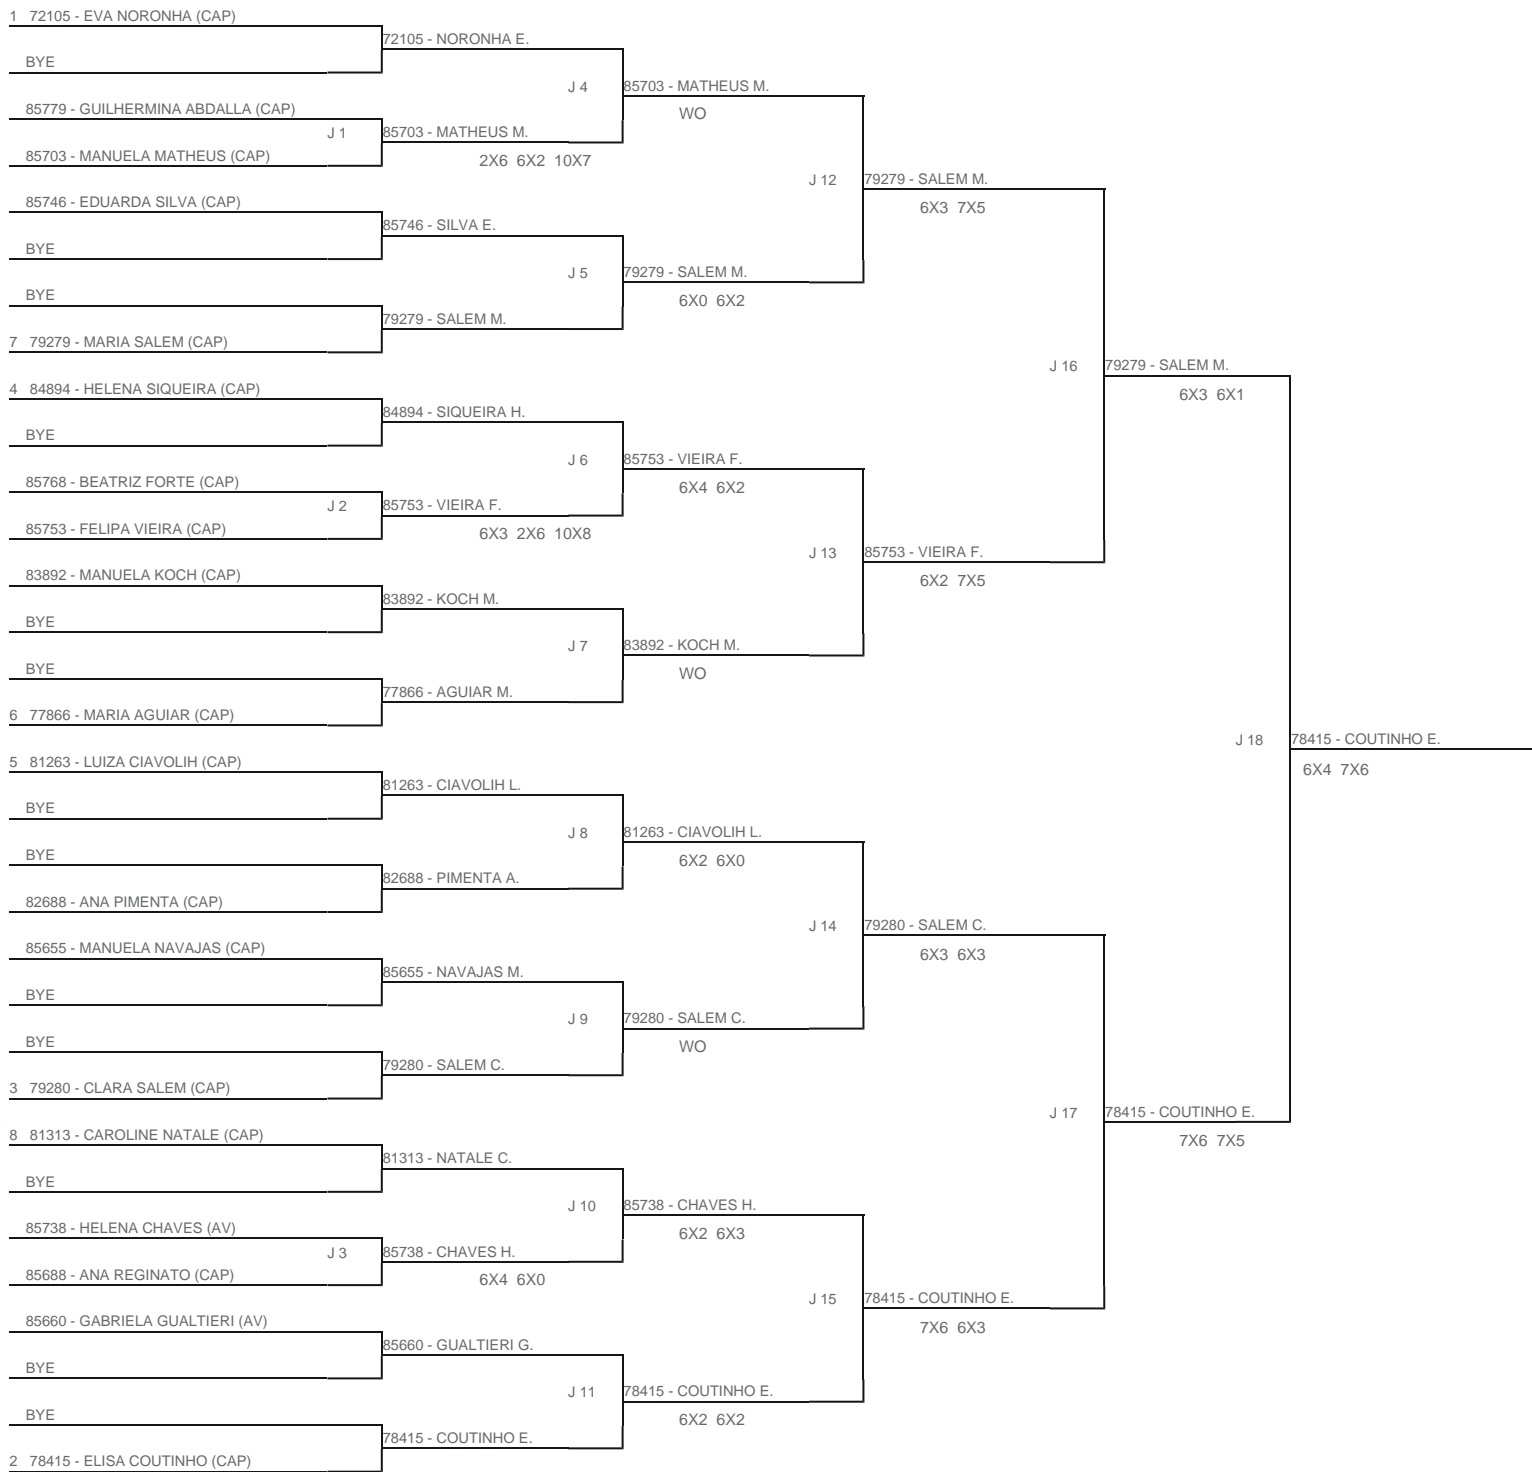 1 72105 - EVA NORONHA (CAP)
72105 - NORONHA E.
BYE
J 4
85703 - MATHEUS M.
WO
85779 - GUILHERMINA ABDALLA (CAP)
J 1
85703 - MATHEUS M.
85703 - MANUELA MATHEUS (CAP)
2X6 6X2 10X7
J 12
79279 - SALEM M.
6X3 7X5
85746 - EDUARDA SILVA (CAP)
85746 - SILVA E.
BYE
J 5
79279 - SALEM M.
6X0 6X2
BYE
79279 - SALEM M.
7 79279 - MARIA SALEM (CAP)
J 16
79279 - SALEM M.
6X3 6X1
4 84894 - HELENA SIQUEIRA (CAP)
84894 - SIQUEIRA H.
BYE
J 6
85753 - VIEIRA F.
6X4 6X2
85768 - BEATRIZ FORTE (CAP)
J 2
85753 - VIEIRA F.
85753 - FELIPA VIEIRA (CAP)
6X3 2X6 10X8
J 13
85753 - VIEIRA F.
6X2 7X5
83892 - MANUELA KOCH (CAP)
83892 - KOCH M.
BYE
J 7
83892 - KOCH M.
WO
BYE
77866 - AGUIAR M.
6 77866 - MARIA AGUIAR (CAP)
J 18
78415 - COUTINHO E.
6X4 7X6
5 81263 - LUIZA CIAVOLIH (CAP)
81263 - CIAVOLIH L.
BYE
J 8
81263 - CIAVOLIH L.
6X2 6X0
BYE
82688 - PIMENTA A.
82688 - ANA PIMENTA (CAP)
J 14
79280 - SALEM C.
6X3 6X3
85655 - MANUELA NAVAJAS (CAP)
85655 - NAVAJAS M.
BYE
J 9
79280 - SALEM C.
WO
BYE
79280 - SALEM C.
3 79280 - CLARA SALEM (CAP)
J 17
78415 - COUTINHO E.
7X6 7X5
8 81313 - CAROLINE NATALE (CAP)
81313 - NATALE C.
BYE
J 10
85738 - CHAVES H.
6X2 6X3
85738 - HELENA CHAVES (AV)
J 3
85738 - CHAVES H.
85688 - ANA REGINATO (CAP)
6X4 6X0
J 15
78415 - COUTINHO E.
7X6 6X3
85660 - GABRIELA GUALTIERI (AV)
85660 - GUALTIERI G.
BYE
J 11
78415 - COUTINHO E.
6X2 6X2
BYE
78415 - COUTINHO E.
2 78415 - ELISA COUTINHO (CAP)